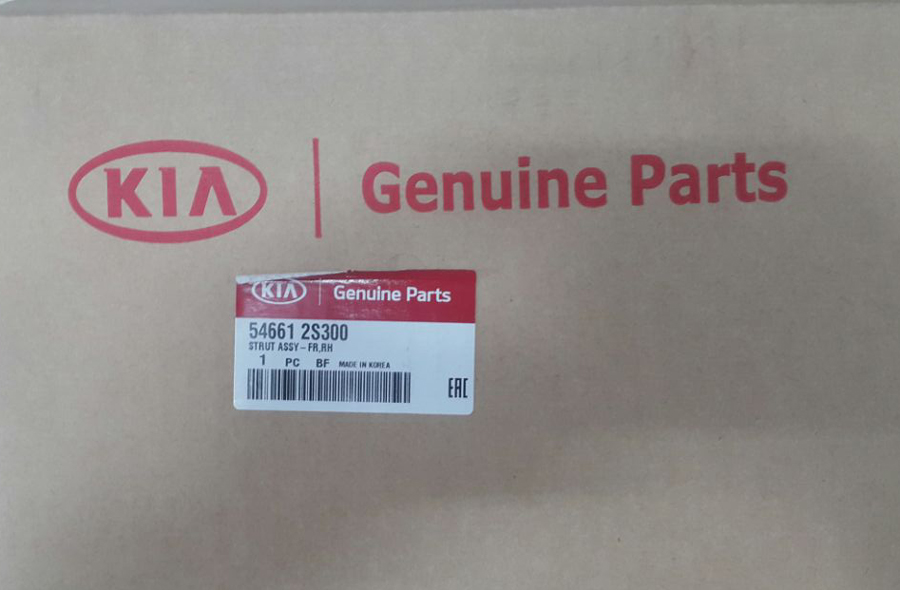 KIA | Genuine Parts
KIA | Genuine Parts
54661 2S300
STRUT ASSY-FR,RH
1 PC BF MADE IN KOREA
EAC